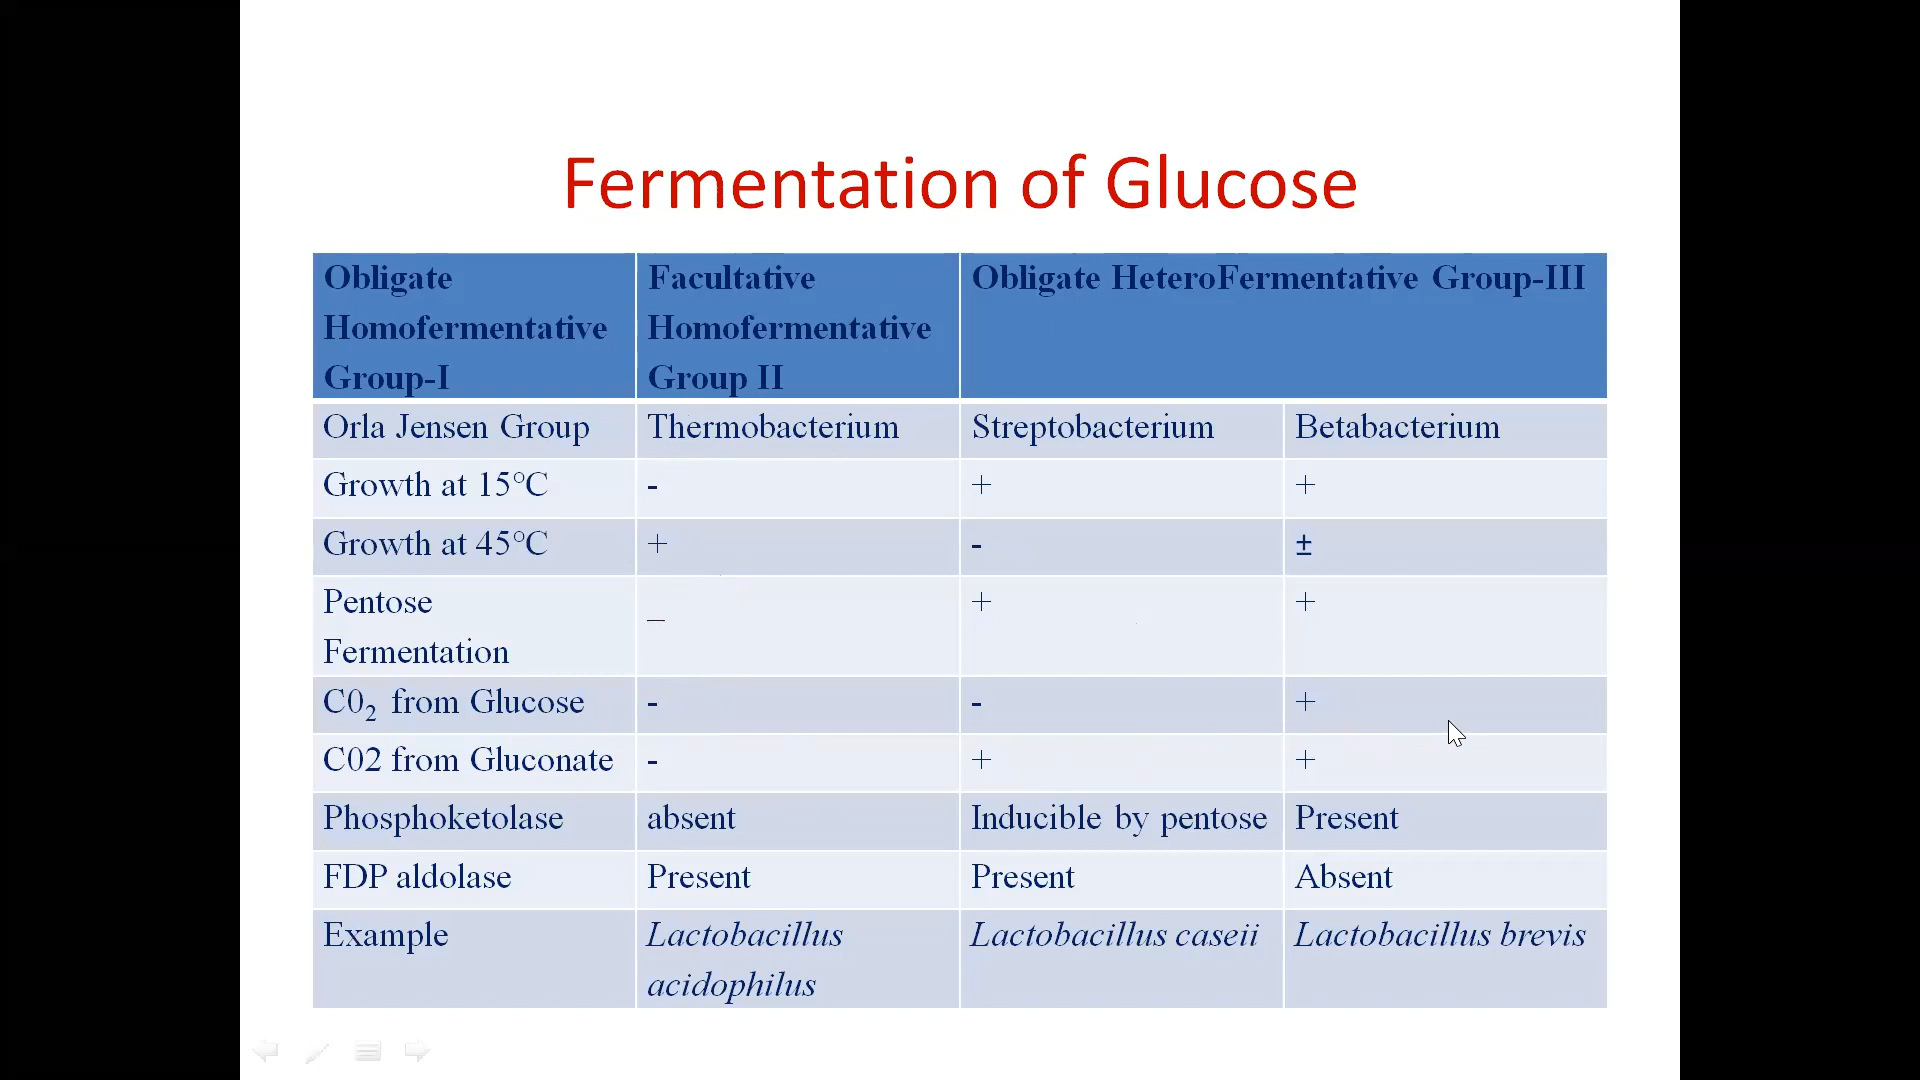 Fermentation of Glucose
Obligate Homofermentative Group-I Facultative Homofermentative Group II Obligate HeteroFermentative Group-III
Orla Jensen Group Thermobacterium Streptobacterium Betabacterium
Growth at 15°C - + +
Growth at 45°C + - ±
Pentose Fermentation _ + +
C0₂ from Glucose - - +
C02 from Gluconate - + +
Phosphoketolase absent Inducible by pentose Present
FDP aldolase Present Present Absent
Example Lactobacillus acidophilus Lactobacillus caseii Lactobacillus brevis